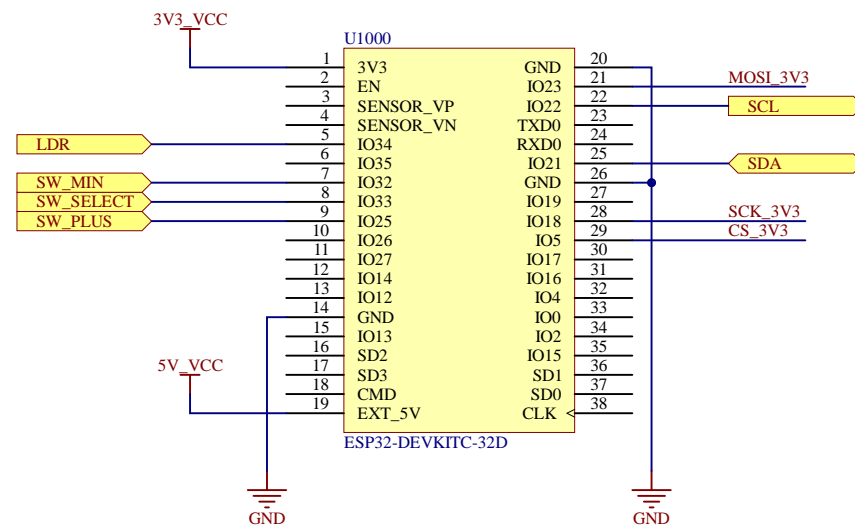 3V3_VCC
U1000
1 3V3 GND 20
2 EN IO23 21 MOSI_3V3
3 SENSOR_VP IO22 22 SCL
4 SENSOR_VN TXD0 23
LDR 5 IO34 RXD0 24
6 IO35 IO21 25 SDA
SW_MIN 7 IO32 GND 26
SW_SELECT 8 IO33 IO19 27
SW_PLUS 9 IO25 IO18 28 SCK_3V3
10 IO26 IO5 29 CS_3V3
11 IO27 IO17 30
12 IO14 IO16 31
13 IO12 IO4 32
14 GND IO0 33
15 IO13 IO2 34
5V_VCC 16 SD2 IO15 35
17 SD3 SD1 36
18 CMD SD0 37
19 EXT_5V CLK 38
ESP32-DEVKITC-32D
GND GND